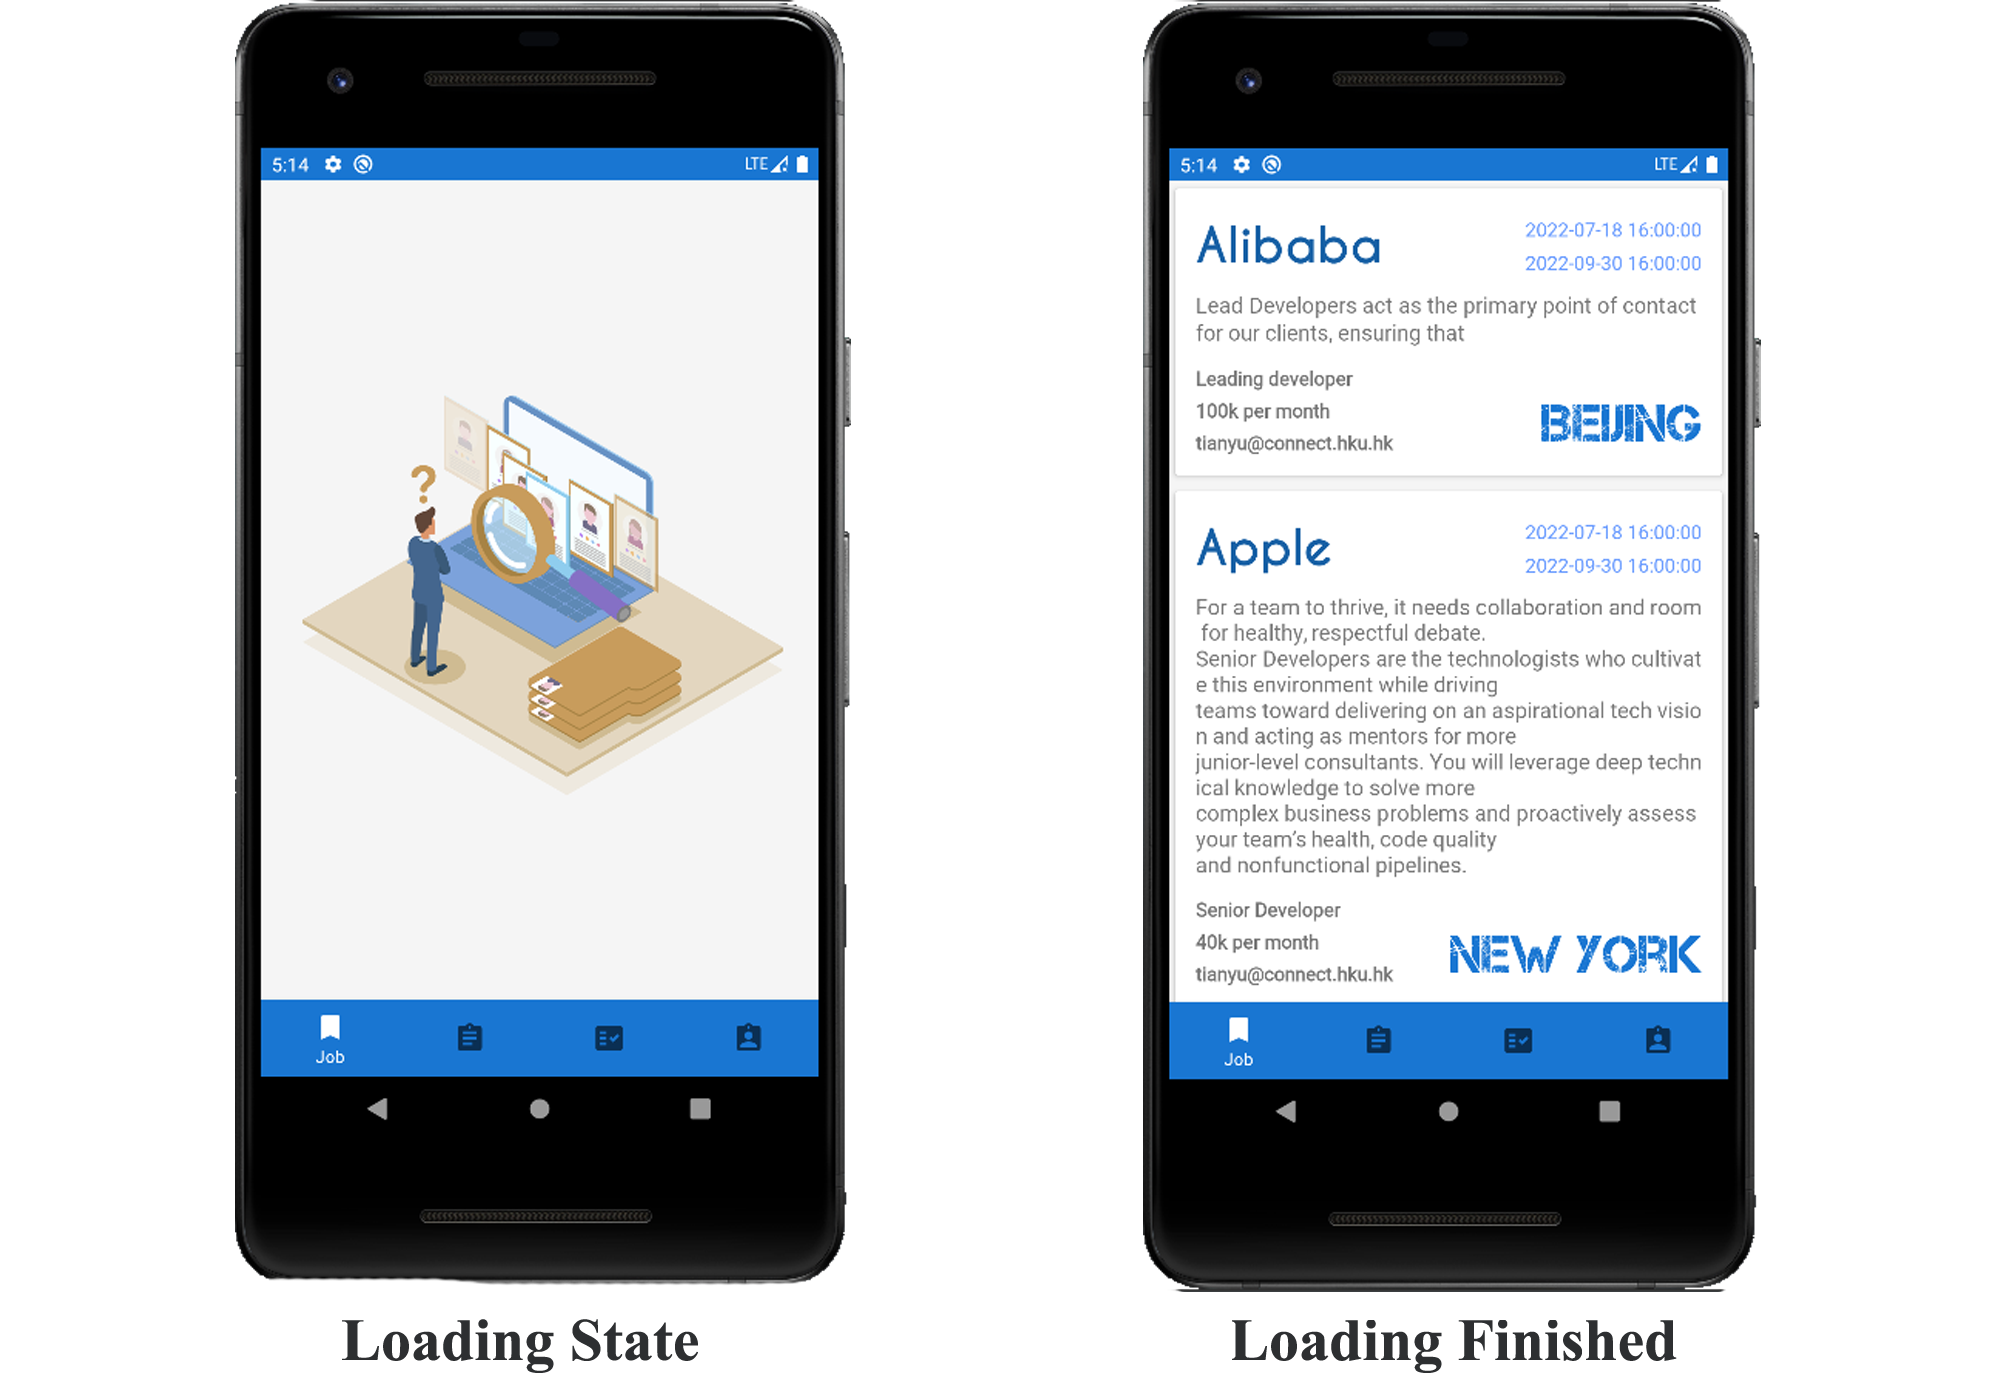 5:14 LTE
?
Job
Loading State
5:14 LTE
Alibaba
2022-07-18 16:00:00
2022-09-30 16:00:00
Lead Developers act as the primary point of contact
for our clients, ensuring that
Leading developer
100k per month
tianyu@connect.hku.hk
BEIJING
Apple
2022-07-18 16:00:00
2022-09-30 16:00:00
For a team to thrive, it needs collaboration and room
for healthy, respectful debate.
Senior Developers are the technologists who cultivat
e this environment while driving
teams toward delivering on an aspirational tech visio
n and acting as mentors for more
junior-level consultants. You will leverage deep techn
ical knowledge to solve more
complex business problems and proactively assess
your team’s health, code quality
and nonfunctional pipelines.
Senior Developer
40k per month
tianyu@connect.hku.hk
NEW YORK
Job
Loading Finished